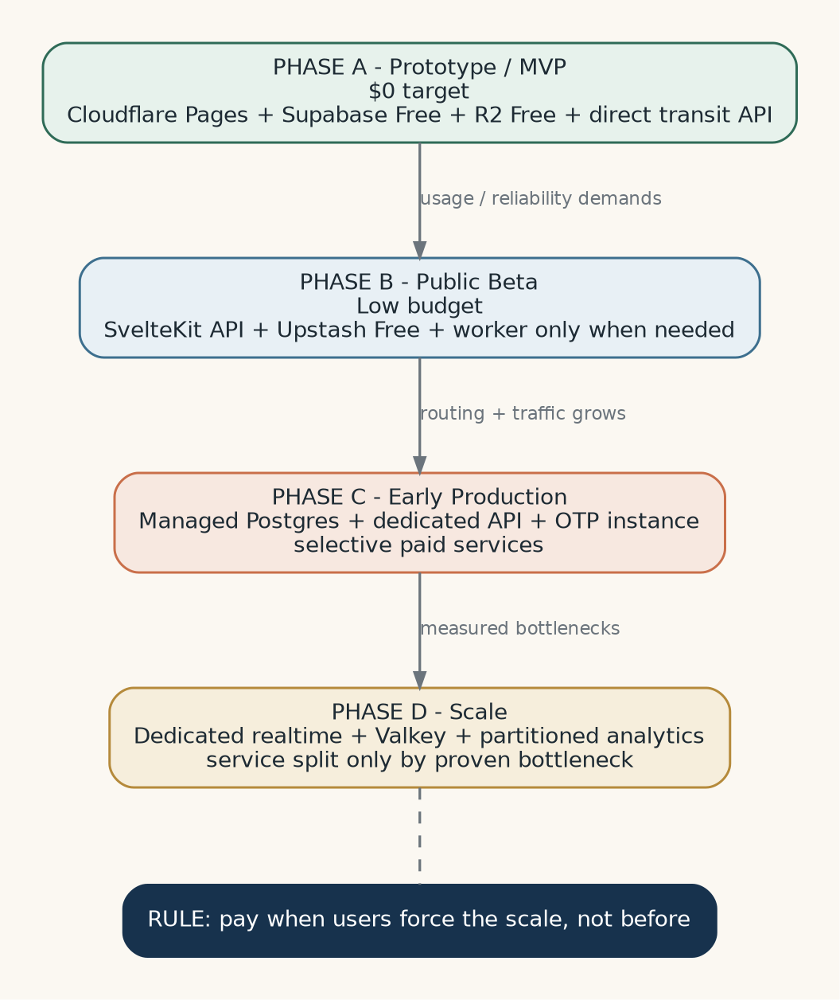 PHASE A - Prototype / MVP
$0 target
Cloudflare Pages + Supabase Free + R2 Free + direct transit API
usage / reliability demands
PHASE B - Public Beta
Low budget
SvelteKit API + Upstash Free + worker only when needed
routing + traffic grows
PHASE C - Early Production
Managed Postgres + dedicated API + OTP instance
selective paid services
measured bottlenecks
PHASE D - Scale
Dedicated realtime + Valkey + partitioned analytics
service split only by proven bottleneck
RULE: pay when users force the scale, not before